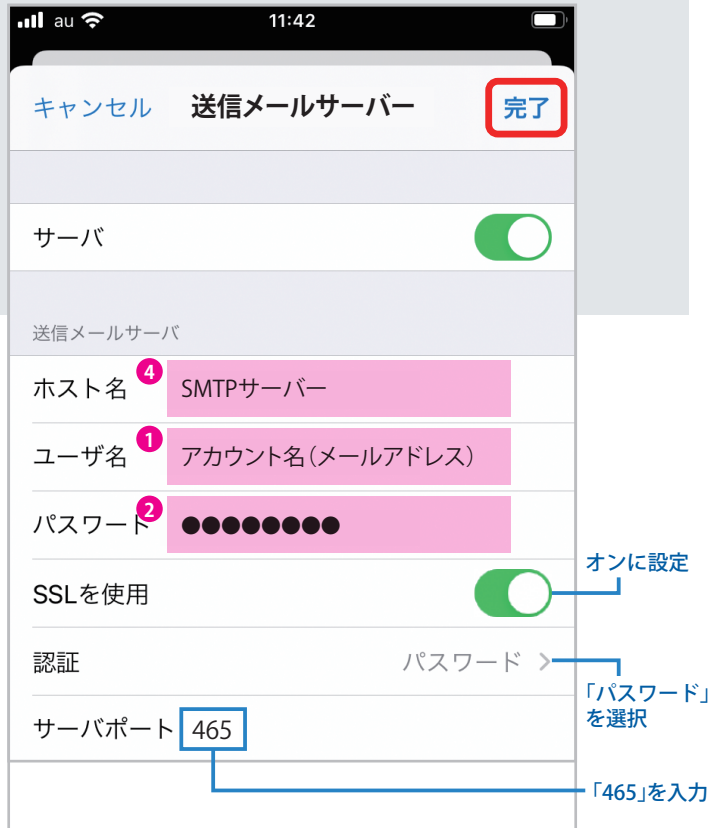 au 11:42
キャンセル 送信メールサーバー 完了
サーバ
送信メールサーバ
ホスト名 4 SMTPサーバー
ユーザ名 1 アカウント名(メールアドレス)
パスワード 2 ●●●●●●●●
オンに設定
SSLを使用
認証 パスワード >
「パスワード」
を選択
サーバポート 465
「465」を入力